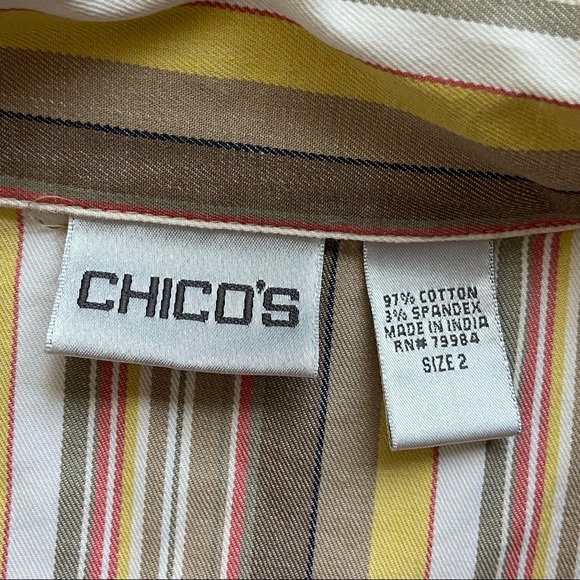 CHICO'S
97% COTTON
3% SPANDEX
MADE IN INDIA
RN# 79984
SIZE 2